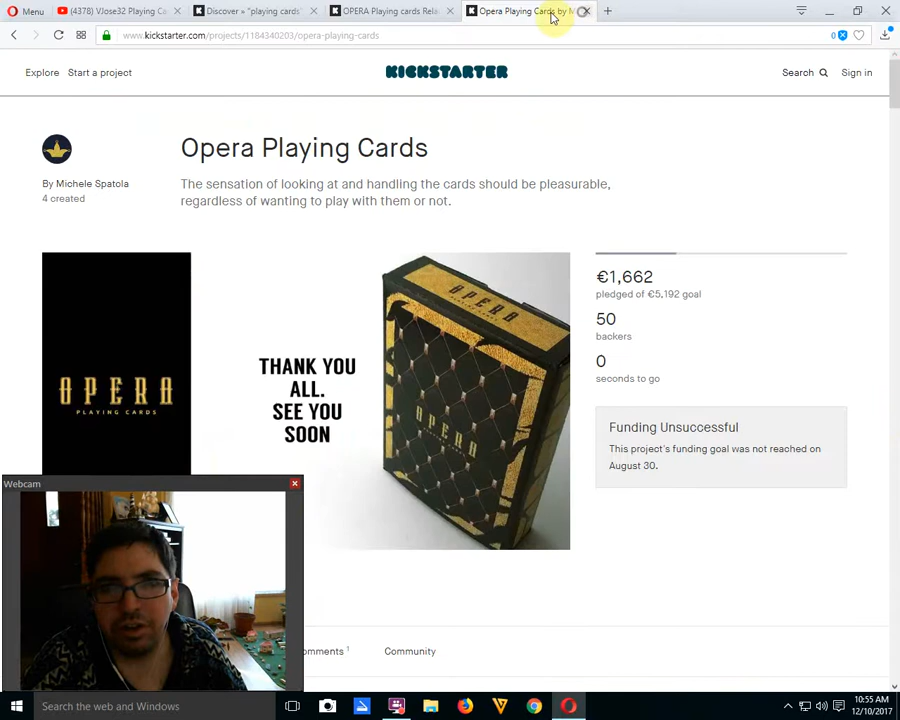 Menu
(4378) VJose32 Playing Ca
Discover » "playing cards"
OPERA Playing cards Rela
Opera Playing Cards by M
www.kickstarter.com/projects/1184340203/opera-playing-cards
0
Explore Start a project
KICKSTARTER
Search Sign in
Opera Playing Cards
By Michele Spatola
4 created
The sensation of looking at and handling the cards should be pleasurable,
regardless of wanting to play with them or not.
OPERA
PLAYING CARDS
THANK YOU
ALL.
SEE YOU
SOON
OPERA
OPERA
€1,662
pledged of €5,192 goal
50
backers
0
seconds to go
Funding Unsuccessful
This project's funding goal was not reached on
August 30.
Webcam
omments 1
Community
Search the web and Windows
10:55 AM
12/10/2017